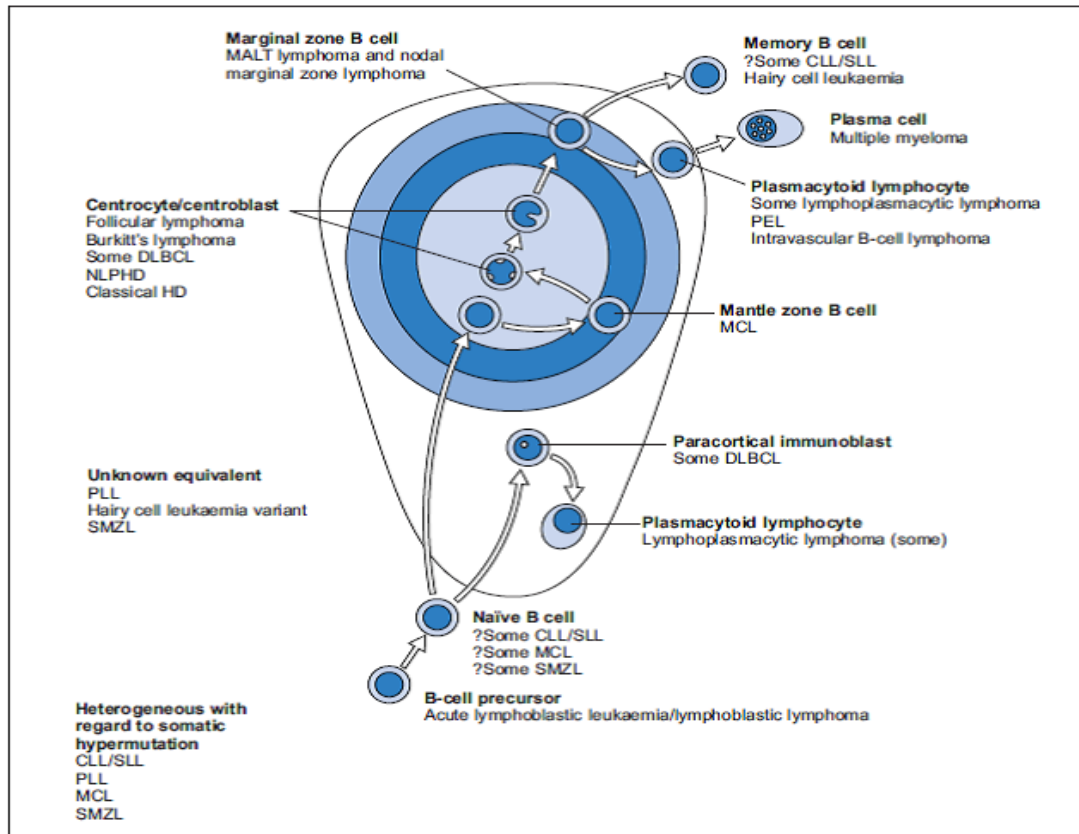 Marginal zone B cell
MALT lymphoma and nodal
marginal zone lymphoma
Memory B cell
?Some CLL/SLL
Hairy cell leukaemia
Plasma cell
Multiple myeloma
Plasmacytoid lymphocyte
Some lymphoplasmacytic lymphoma
PEL
Intravascular B-cell lymphoma
Centrocyte/centroblast
Follicular lymphoma
Burkitt's lymphoma
Some DLBCL
NLPHD
Classical HD
Mantle zone B cell
MCL
Paracortical immunoblast
Some DLBCL
Unknown equivalent
PLL
Hairy cell leukaemia variant
SMZL
Plasmacytoid lymphocyte
Lymphoplasmacytic lymphoma (some)
Naïve B cell
?Some CLL/SLL
?Some MCL
?Some SMZL
B-cell precursor
Acute lymphoblastic leukaemia/lymphoblastic lymphoma
Heterogeneous with
regard to somatic
hypermutation
CLL/SLL
PLL
MCL
SMZL